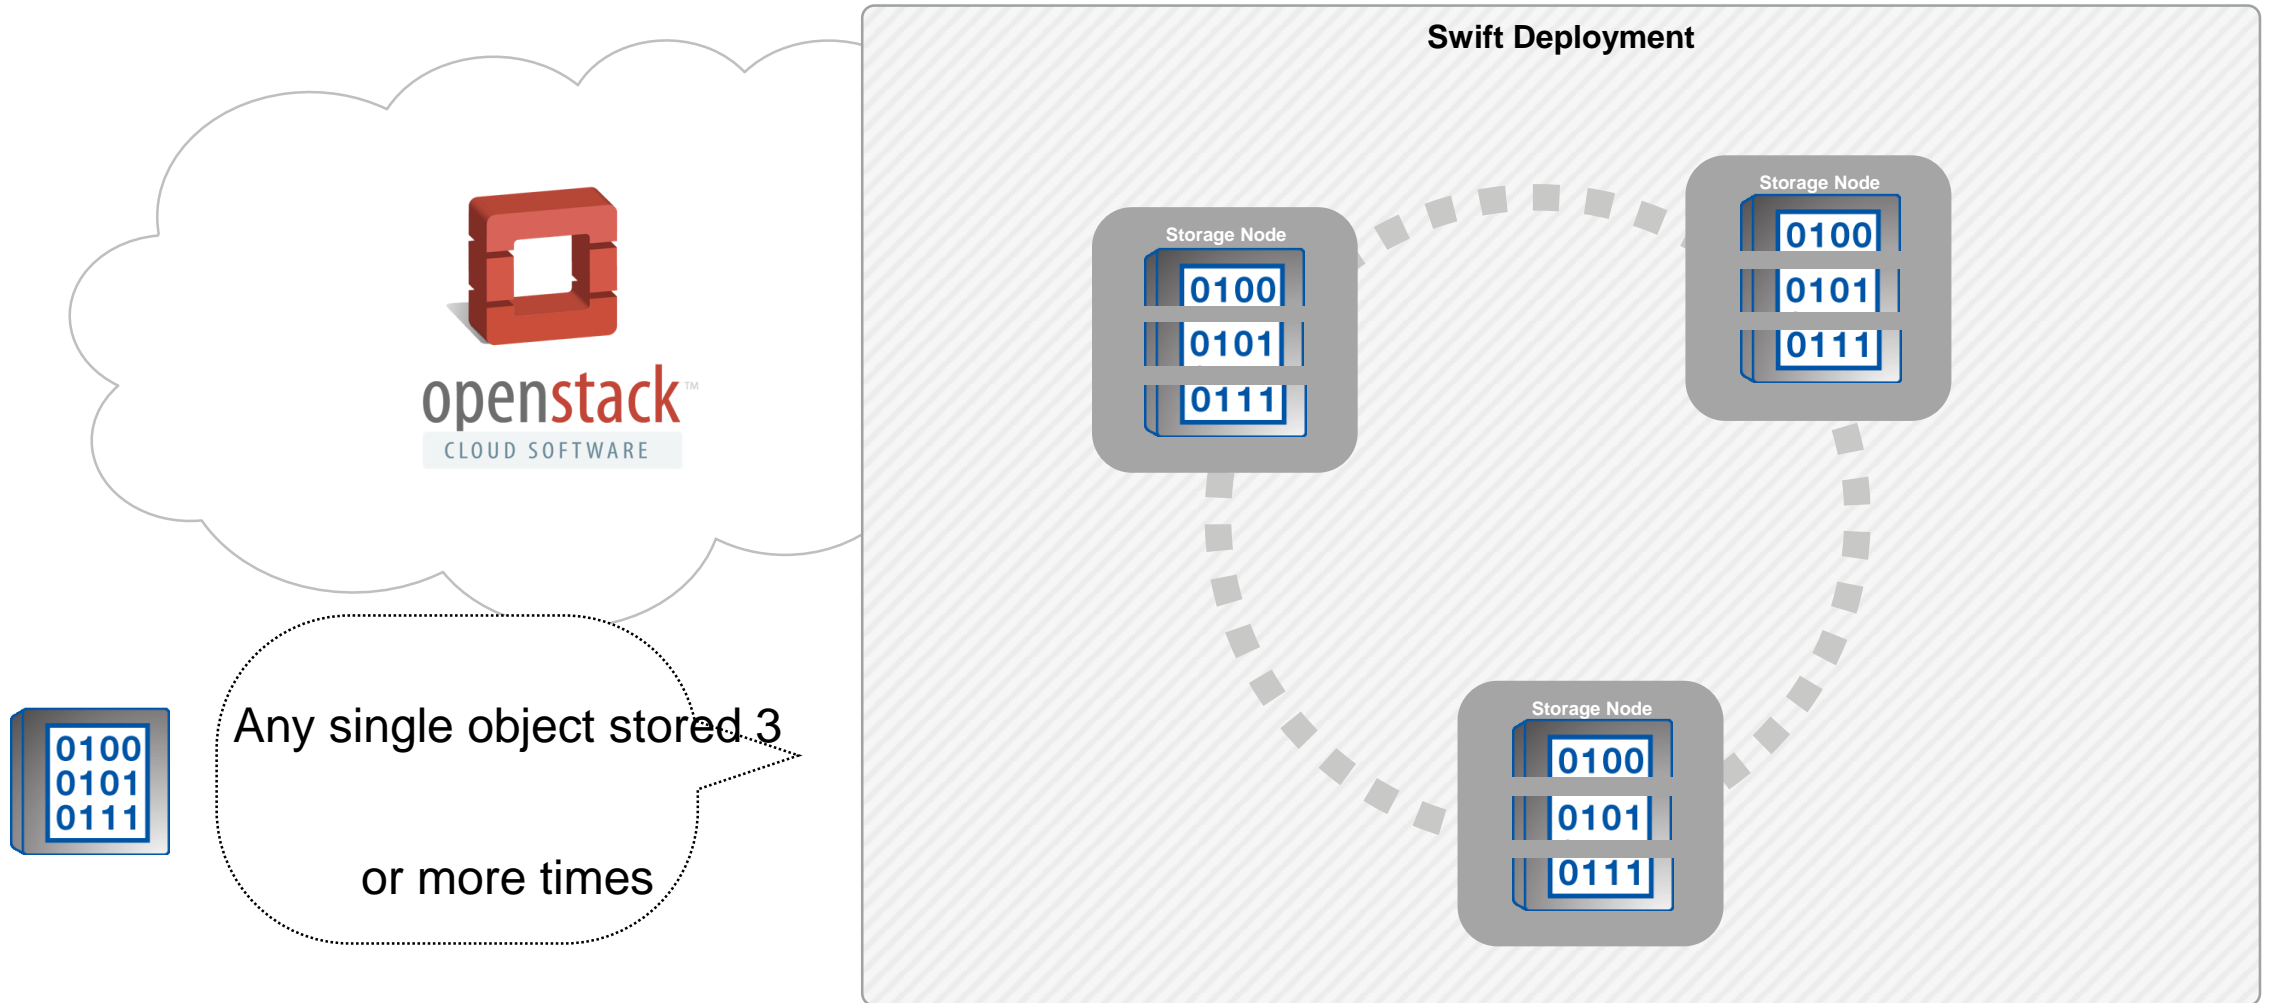 Swift Deployment
openstack™
CLOUD SOFTWARE
Storage Node
0100
0101
0111
Storage Node
0100
0101
0111
Any single object stored 3
or more times
0100
0101
0111
Storage Node
0100
0101
0111